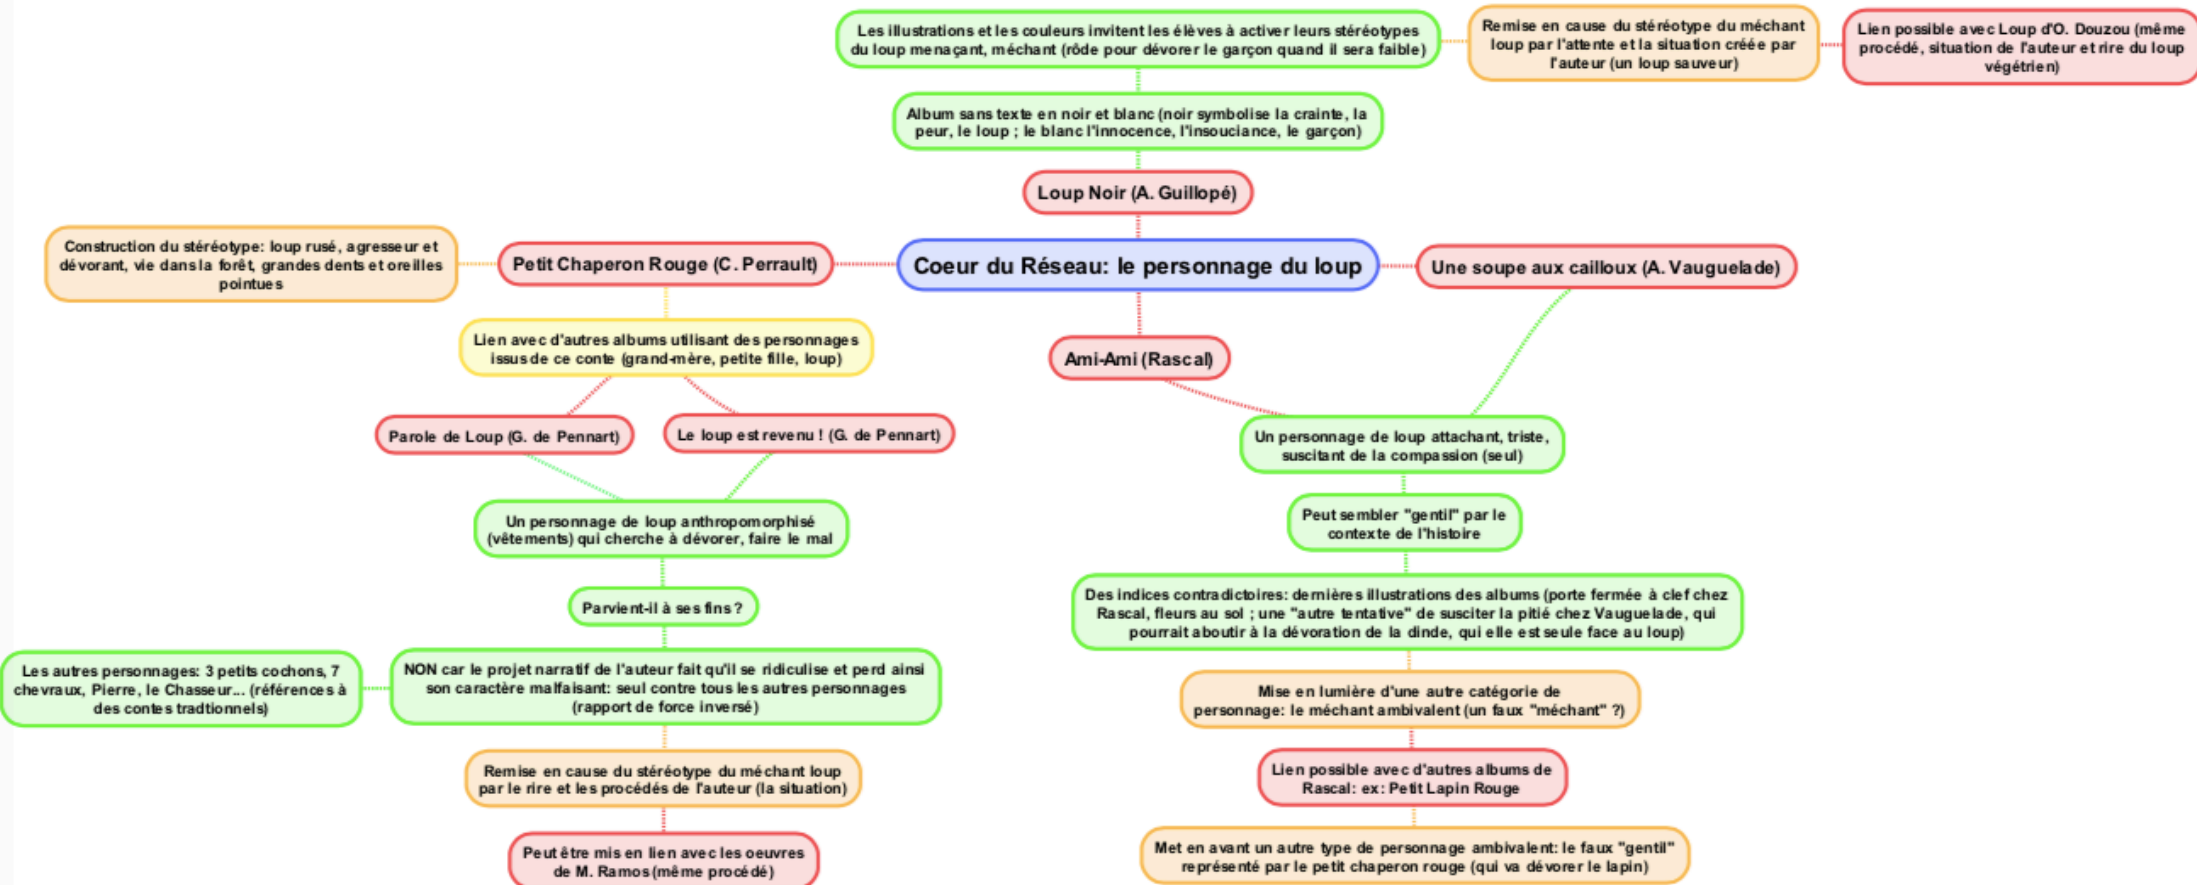 Les illustrations et les couleurs invitent les élèves à activer leurs stéréotypes
du loup menaçant, méchant (rôde pour dévorer le garçon quand il sera faible)
Remise en cause du stéréotype du méchant
loup par l'attente et la situation créée par
l'auteur (un loup sauveur)
Lien possible avec Loup d'O. Douzou (même
procédé, situation de l'auteur et rire du loup
végétrien)
Album sans texte en noir et blanc (noir symbolise la crainte, la
peur, le loup ; le blanc l'innocence, l'insouciance, le garçon)
Loup Noir (A. Guillopé)
Construction du stéréotype: loup rusé, agresseur et
dévorant, vie dans la forêt, grandes dents et oreilles
pointues
Petit Chaperon Rouge (C. Perrault)
Coeur du Réseau: le personnage du loup
Une soupe aux cailloux (A. Vauguelade)
Lien avec d'autres albums utilisant des personnages
issus de ce conte (grand-mère, petite fille, loup)
Ami-Ami (Rascal)
Parole de Loup (G. de Pennart)
Le loup est revenu ! (G. de Pennart)
Un personnage de loup attachant, triste,
suscitant de la compassion (seul)
Un personnage de loup anthropomorphisé
(vêtements) qui cherche à dévorer, faire le mal
Peut sembler "gentil" par le
contexte de l'histoire
Parvient-il à ses fins ?
Des indices contradictoires: dernières illustrations des albums (porte fermée à clef chez
Rascal, fleurs au sol ; une "autre tentative" de susciter la pitié chez Vauguelade, qui
pourrait aboutir à la dévoration de la dinde, qui elle est seule face au loup)
Les autres personnages: 3 petits cochons, 7
chevraux, Pierre, le Chasseur... (références à
des contes tradtionnels)
NON car le projet narratif de l'auteur fait qu'il se ridiculise et perd ainsi
son caractère malfaisant: seul contre tous les autres personnages
(rapport de force inversé)
Mise en lumière d'une autre catégorie de
personnage: le méchant ambivalent (un faux "méchant" ?)
Remise en cause du stéréotype du méchant loup
par le rire et les procédés de l'auteur (la situation)
Lien possible avec d'autres albums de
Rascal: ex: Petit Lapin Rouge
Peut être mis en lien avec les oeuvres
de M. Ramos (même procédé)
Met en avant un autre type de personnage ambivalent: le faux "gentil"
représenté par le petit chaperon rouge (qui va dévorer le lapin)